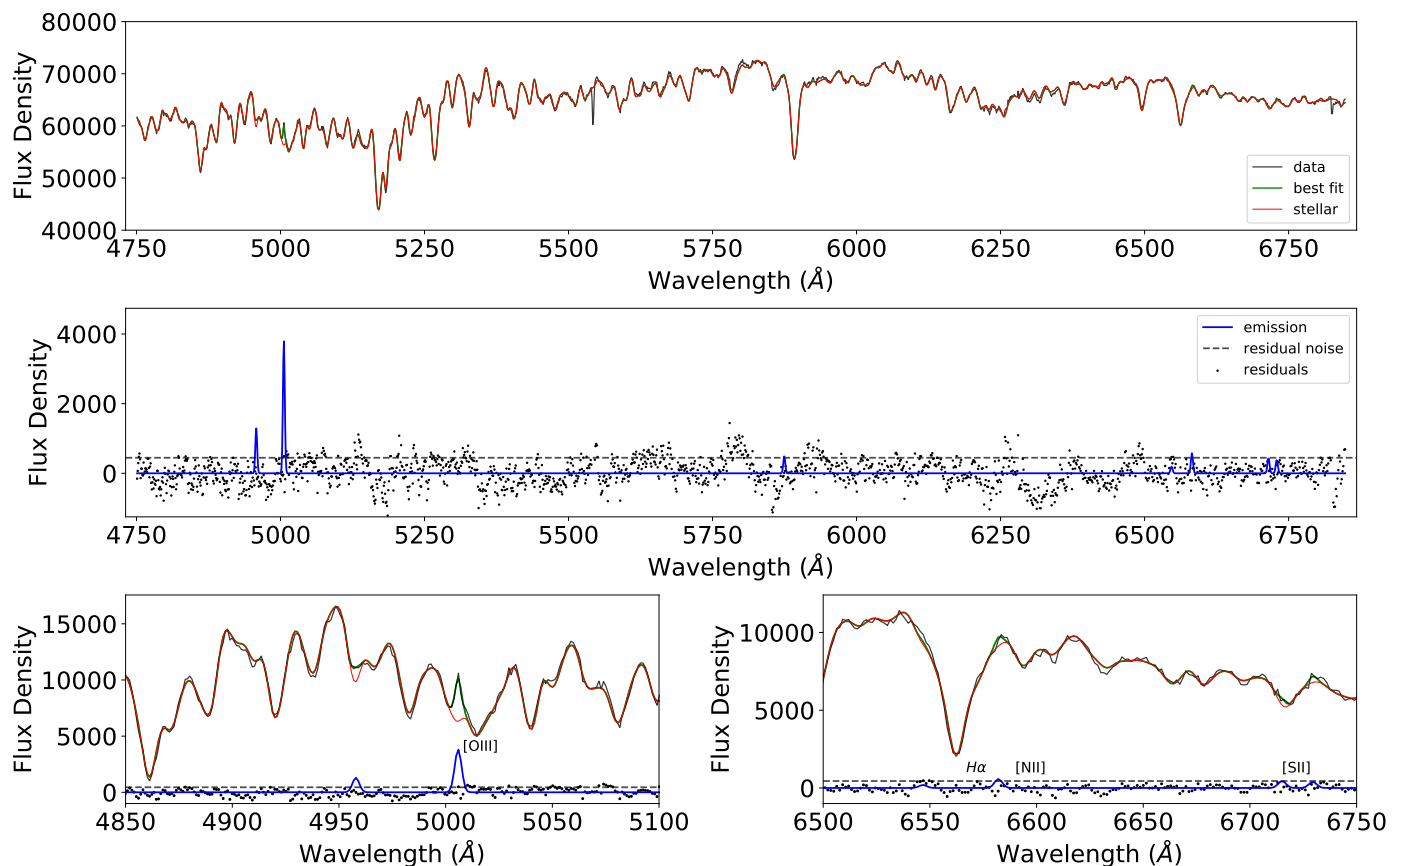 80000
70000
60000
50000
40000
Flux Density
data
best fit
stellar
4750 5000 5250 5500 5750 6000 6250 6500 6750
Wavelength (Å)
4000
2000
0
Flux Density
emission
residual noise
residuals
4750 5000 5250 5500 5750 6000 6250 6500 6750
Wavelength (Å)
15000
10000
5000
0
Flux Density
[OIII]
4850 4900 4950 5000 5050 5100
Wavelength (Å)
10000
5000
0
Flux Density
Hα [NII] [SII]
6500 6550 6600 6650 6700 6750
Wavelength (Å)